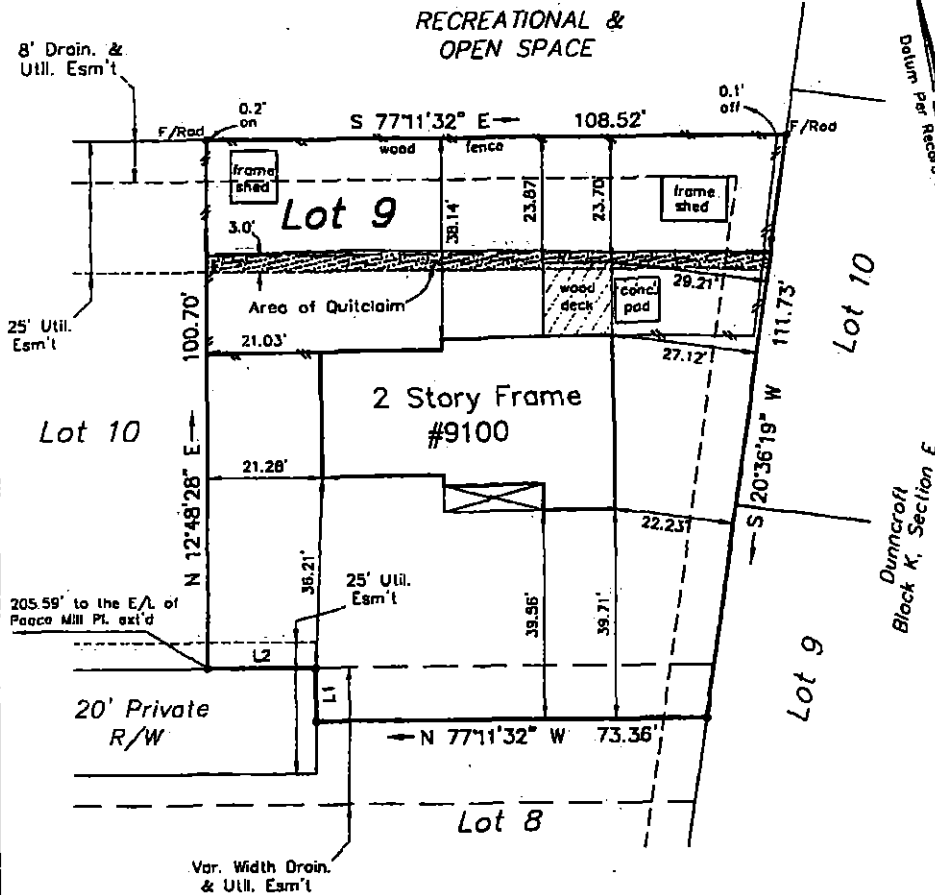 RECREATIONAL &
OPEN SPACE
8' Drain. &
Util. Esm't
Datum Per Record
0.2'
on
0.1'
off
F/Rod
S 77°11'32" E
108.52'
F/Rod
wood
fence
frame
shed
frame
shed
Lot 9
38.14'
23.87
23.70'
3.0'
Area of Quitclaim
wood
deck
conc.
pad
29.21'
Lot 10
25' Util.
Esm't
100.70'
21.03'
27.12'
111.73'
2 Story Frame
#9100
Lot 10
N 12°48'28" E
21.28'
22.23'
S 20°36'19" W
Dunncroft
Block K, Section E
36.21'
25' Util.
Esm't
39.56'
39.71'
205.59' to the E/L of
Paaco Mill Pl. ext'd
L2
L1
20' Private
R/W
N 77°11'32" W
73.36'
Lot 9
Lot 8
Var. Width Drain.
& Util. Esm't